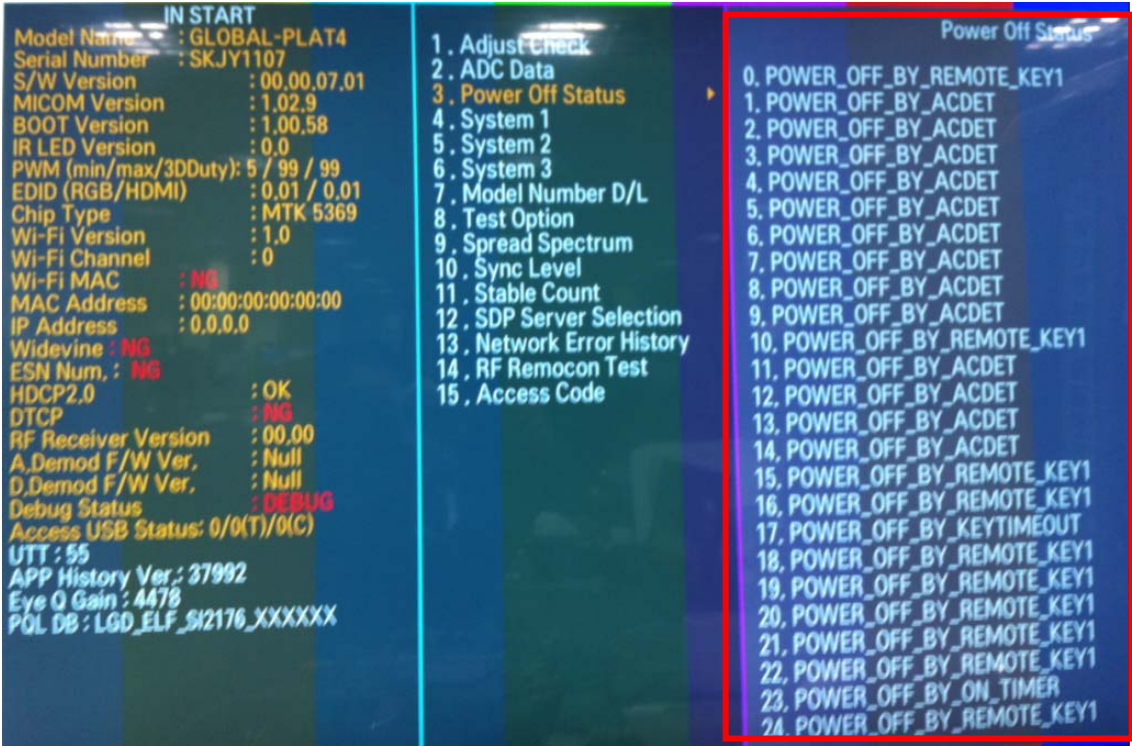 IN START
Model Name : GLOBAL-PLAT4
Serial Number : SKJY1107
S/W Version : 00.00.07.01
MICOM Version : 1.02.9
BOOT Version : 1.00.58
IR LED Version : 0.0
PWM (min/max/3DDuty): 5 / 99 / 99
EDID (RGB/HDMI) : 0.01 / 0.01
Chip Type : MTK 5369
Wi-Fi Version : 1.0
Wi-Fi Channel : 0
Wi-Fi MAC : NG
MAC Address : 00:00:00:00:00:00
IP Address : 0.0.0.0
Widevine : NG
ESN Num. : NG
HDCP2.0 : OK
DTCP : NG
RF Receiver Version : 00.00
A.Demod F/W Ver. : Null
D.Demod F/W Ver. : Null
Debug Status : DEBUG
Access USB Status: 0/0(T)/0(C)
UTT : 55
APP History Ver.: 37992
Eye Q Gain : 4478
PQL DB : LGD_ELF_SI2176_XXXXXX
1. Adjust Check
2. ADC Data
3. Power Off Status
4. System 1
5. System 2
6. System 3
7. Model Number D/L
8. Test Option
9. Spread Spectrum
10. Sync Level
11. Stable Count
12. SDP Server Selection
13. Network Error History
14. RF Remocon Test
15. Access Code
Power Off Status
0. POWER_OFF_BY_REMOTE_KEY1
1. POWER_OFF_BY_ACDET
2. POWER_OFF_BY_ACDET
3. POWER_OFF_BY_ACDET
4. POWER_OFF_BY_ACDET
5. POWER_OFF_BY_ACDET
6. POWER_OFF_BY_ACDET
7. POWER_OFF_BY_ACDET
8. POWER_OFF_BY_ACDET
9. POWER_OFF_BY_ACDET
10. POWER_OFF_BY_REMOTE_KEY1
11. POWER_OFF_BY_ACDET
12. POWER_OFF_BY_ACDET
13. POWER_OFF_BY_ACDET
14. POWER_OFF_BY_ACDET
15. POWER_OFF_BY_REMOTE_KEY1
16. POWER_OFF_BY_REMOTE_KEY1
17. POWER_OFF_BY_KEYTIMEOUT
18. POWER_OFF_BY_REMOTE_KEY1
19. POWER_OFF_BY_REMOTE_KEY1
20. POWER_OFF_BY_REMOTE_KEY1
21. POWER_OFF_BY_REMOTE_KEY1
22. POWER_OFF_BY_REMOTE_KEY1
23. POWER_OFF_BY_ON_TIMER
24. POWER_OFF_BY_REMOTE_KEY1